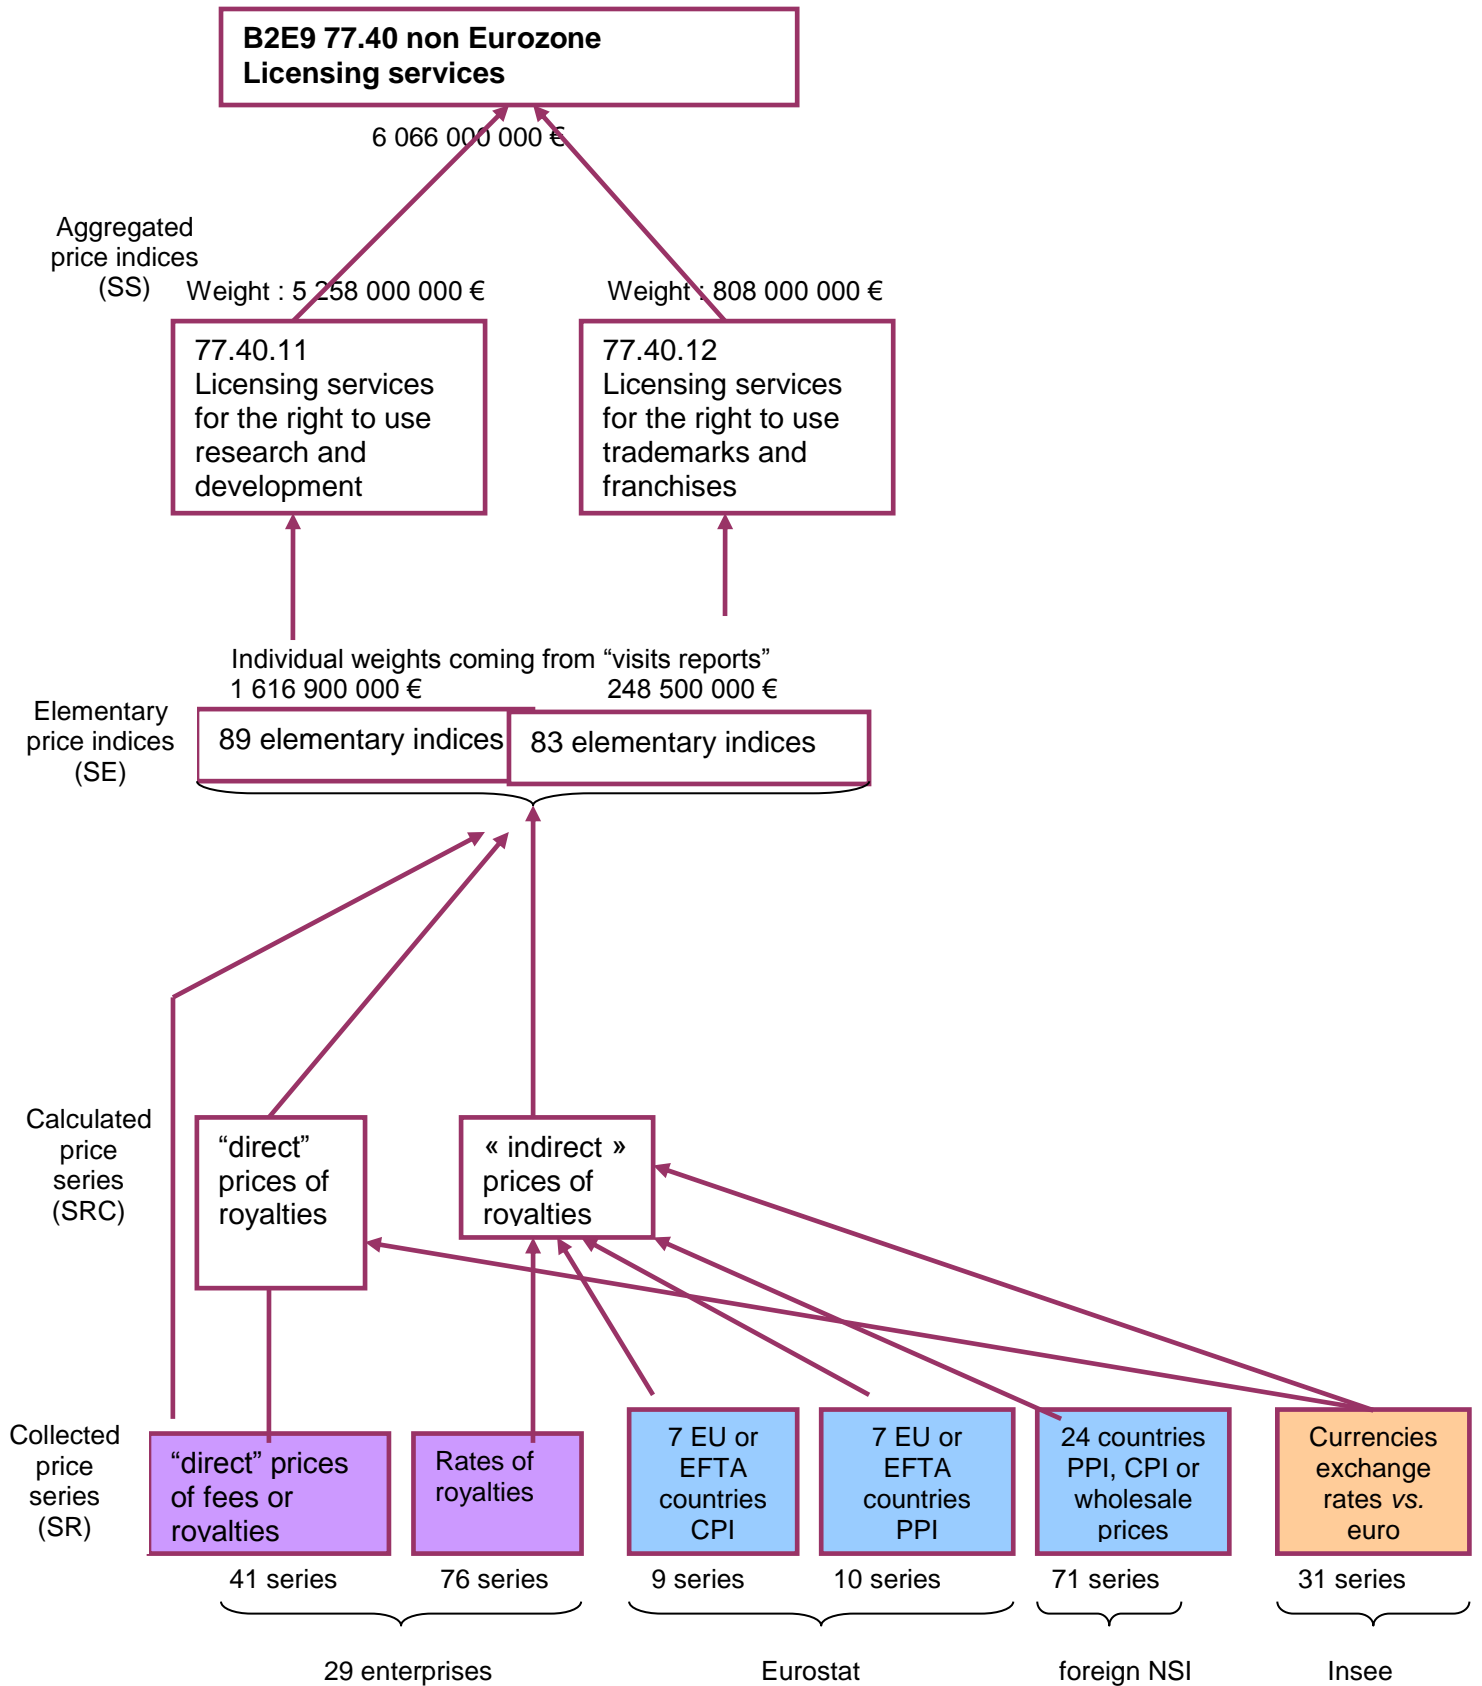 B2E9 77.40 non Eurozone
Licensing services
6 066 000 000 €
Aggregated
price indices
(SS)
Weight : 5 258 000 000 €
Weight : 808 000 000 €
77.40.11
Licensing services
for the right to use
research and
development
77.40.12
Licensing services
for the right to use
trademarks and
franchises
Individual weights coming from “visits reports”
1 616 900 000 €
248 500 000 €
Elementary
price indices
(SE)
89 elementary indices
83 elementary indices
Calculated
price
series
(SRC)
“direct”
prices of
royalties
« indirect »
prices of
royalties
Collected
price
series
(SR)
“direct” prices
of fees or
royalties
Rates of
royalties
7 EU or
EFTA
countries
CPI
7 EU or
EFTA
countries
PPI
24 countries
PPI, CPI or
wholesale
prices
Currencies
exchange
rates vs.
euro
41 series
76 series
9 series
10 series
71 series
31 series
29 enterprises
Eurostat
foreign NSI
Insee